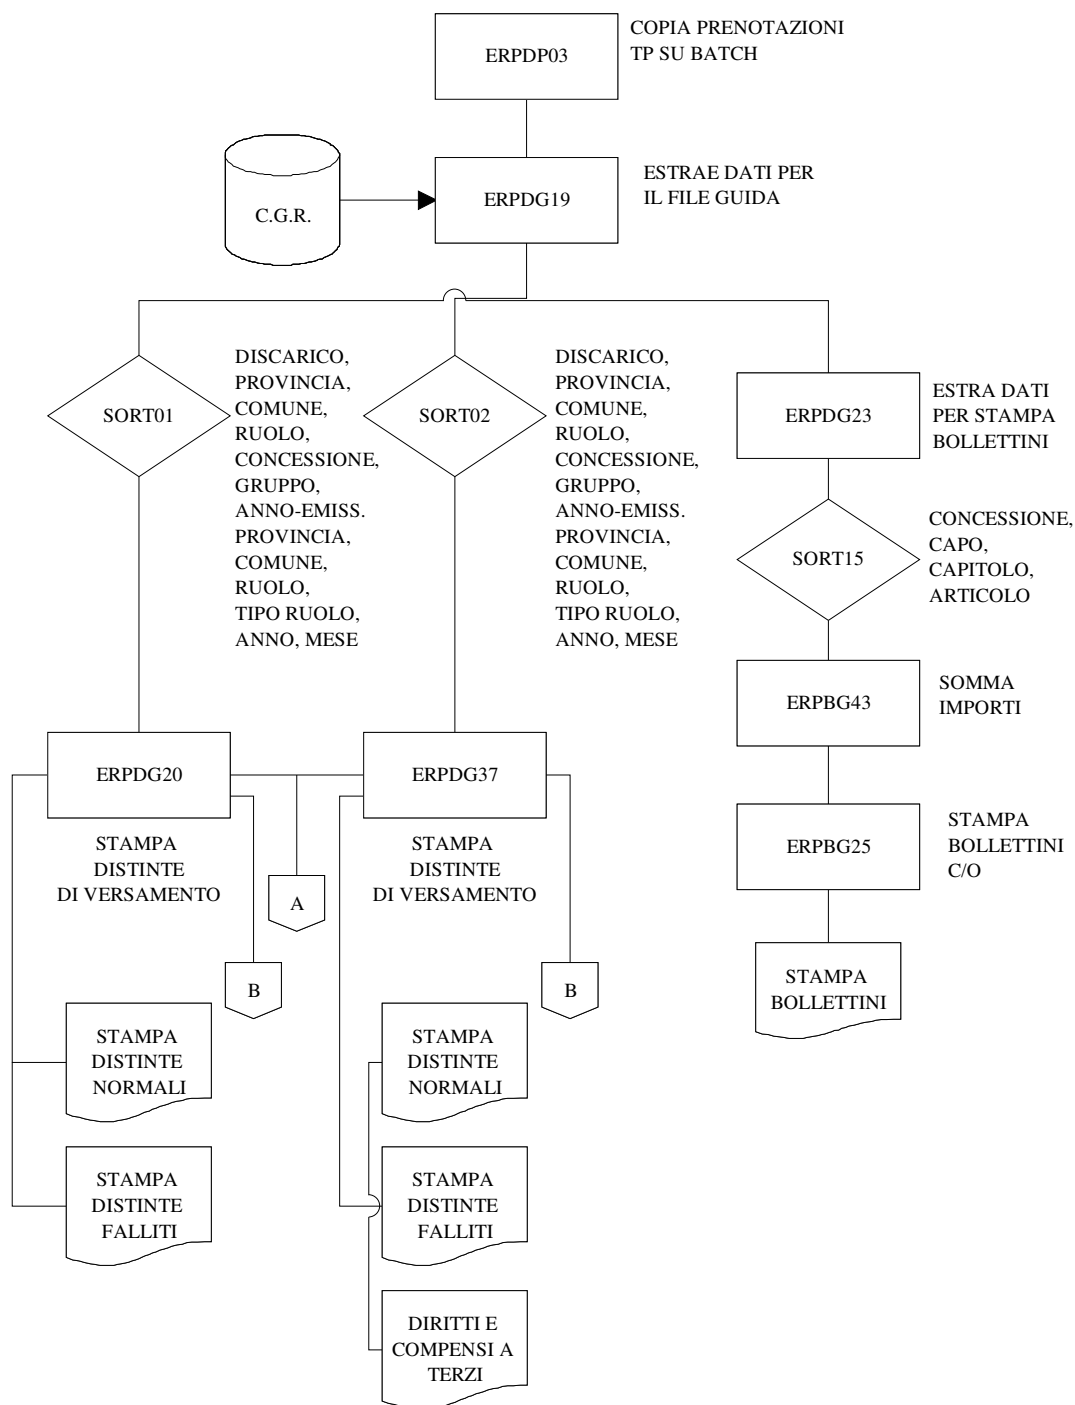 COPIA PRENOTAZIONI
TP SU BATCH
ERPDP03
ESTRAE DATI PER
IL FILE GUIDA
ERPDG19
C.G.R.
SORT01
DISCARICO,
PROVINCIA,
COMUNE,
RUOLO,
CONCESSIONE,
GRUPPO,
ANNO-EMISS.
PROVINCIA,
COMUNE,
RUOLO,
TIPO RUOLO,
ANNO, MESE
SORT02
DISCARICO,
PROVINCIA,
COMUNE,
RUOLO,
CONCESSIONE,
GRUPPO,
ANNO-EMISS.
PROVINCIA,
COMUNE,
RUOLO,
TIPO RUOLO,
ANNO, MESE
ERPDG23
ESTRA DATI
PER STAMPA
BOLLETTINI
SORT15
CONCESSIONE,
CAPO,
CAPITOLO,
ARTICOLO
ERPBG43
SOMMA
IMPORTI
ERPDG20
STAMPA
DISTINTE
DI VERSAMENTO
A
B
ERPDG37
STAMPA
DISTINTE
DI VERSAMENTO
B
ERPBG25
STAMPA
BOLLETTINI
C/O
STAMPA
BOLLETTINI
STAMPA
DISTINTE
NORMALI
STAMPA
DISTINTE
FALLITI
STAMPA
DISTINTE
NORMALI
STAMPA
DISTINTE
FALLITI
DIRITTI E
COMPENSI A
TERZI